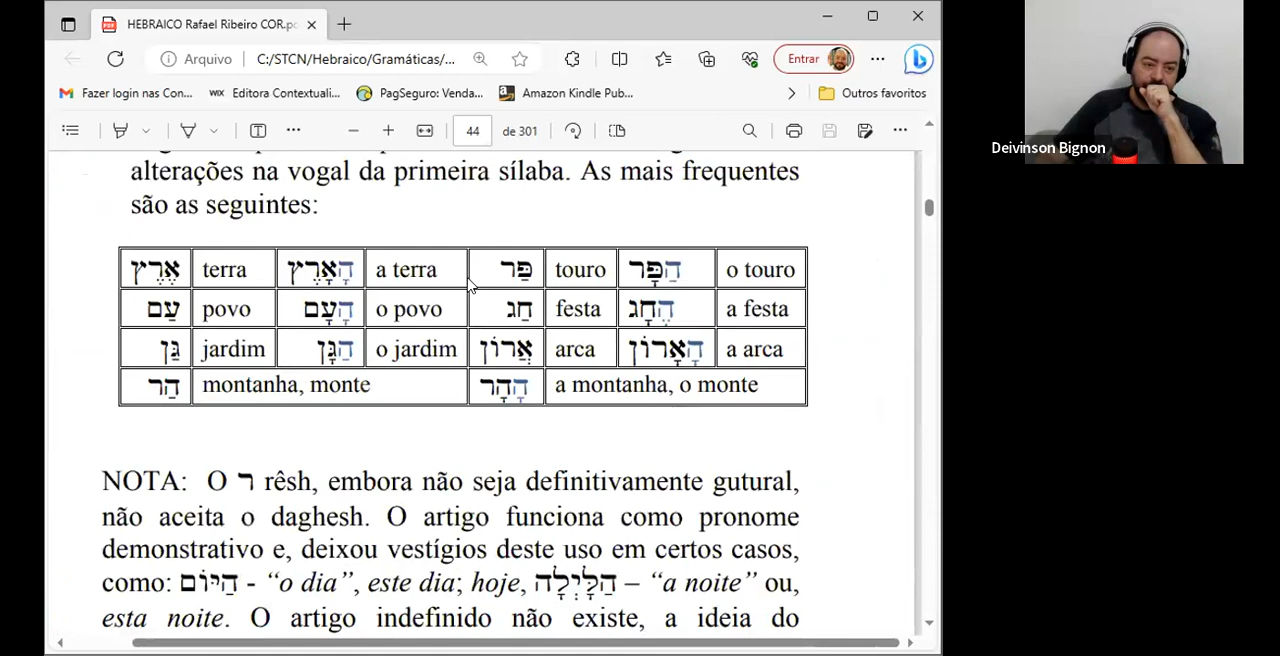 HEBRAICO Rafael Ribeiro COR.pc
Arquivo C:/STCN/Hebraico/Gramáticas/... Entrar
Fazer login nas Con... WIX Editora Contextuali... PagSeguro: Venda... Amazon Kindle Pub... Outros favoritos
44 de 301
Deivinson Bignon
alterações na vogal da primeira sílaba. As mais frequentes
são as seguintes:
אֶרֶץ terra הָאָרֶץ a terra פַּר touro הַפָּר o touro
עַם povo הָעָם o povo חַג festa הֶחָג a festa
גַּן jardim הַגָּן o jardim אֲרוֹן arca הָאָרוֹן a arca
הַר montanha, monte הָהָר a montanha, o monte
NOTA: O ר rêsh, embora não seja definitivamente gutural,
não aceita o daghesh. O artigo funciona como pronome
demonstrativo e, deixou vestígios deste uso em certos casos,
como: הַיּוֹם - “o dia”, este dia; hoje, הַלָּיְלָה – “a noite” ou,
esta noite. O artigo indefinido não existe, a ideia do